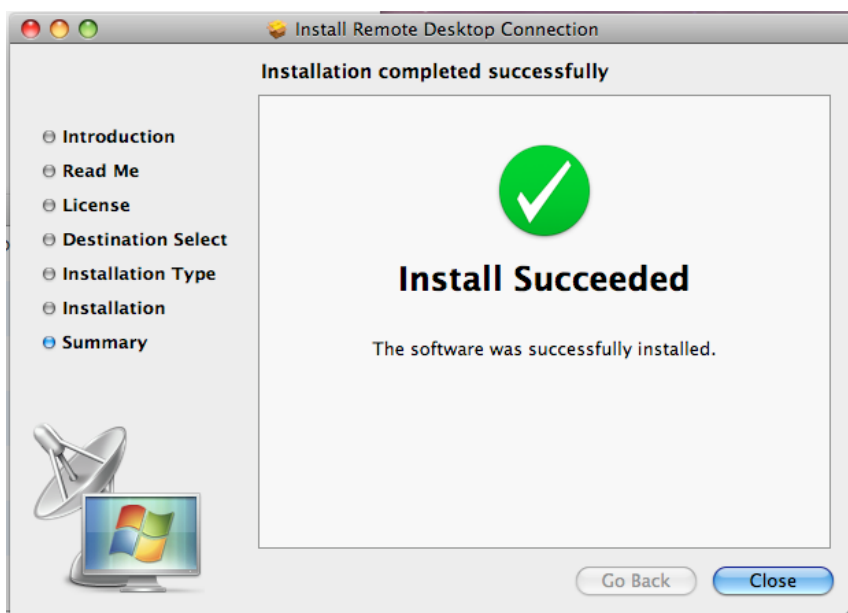 Install Remote Desktop Connection
Installation completed successfully
Introduction
Read Me
License
Destination Select
Installation Type
Installation
Summary
Install Succeeded
The software was successfully installed.
Go Back
Close